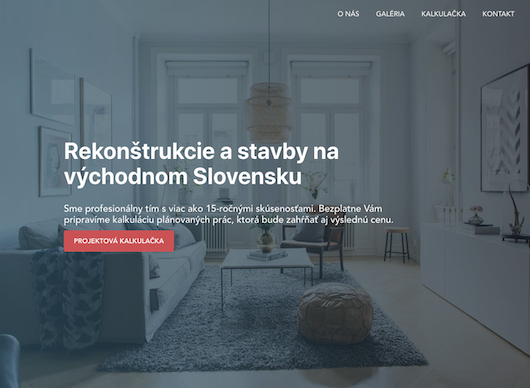 O NÁS GALÉRIA KALKULAČKA KONTAKT
Rekonštrukcie a stavby na
východnom Slovensku
Sme profesionálny tím s viac ako 15-ročnými skúsenosťami. Bezplatne Vám
pripravíme kalkuláciu plánovaných prác, ktorá bude zahŕňať aj výslednú cenu.
PROJEKTOVÁ KALKULAČKA